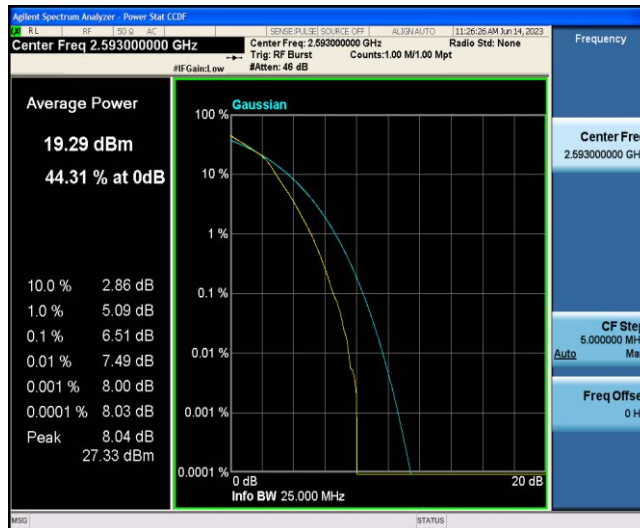 Agilent Spectrum Analyzer - Power Stat CCDF
RL RF 50 Ω AC SENSE:PULSE SOURCE OFF ALIGNAUTO 11:26:26 AM Jun 14, 2023
Center Freq 2.593000000 GHz
Center Freq: 2.593000000 GHz Radio Std: None
Trig: RF Burst Counts:1.00 M/1.00 Mpt
#IFGain:Low #Atten: 46 dB
Frequency
Average Power
19.29 dBm
44.31 % at 0dB
10.0 % 2.86 dB
1.0 % 5.09 dB
0.1 % 6.51 dB
0.01 % 7.49 dB
0.001 % 8.00 dB
0.0001 % 8.03 dB
Peak 8.04 dB
27.33 dBm
Gaussian
100 %
10 %
1 %
0.1 %
0.01 %
0.001 %
0.0001 %
0 dB 20 dB
Info BW 25.000 MHz
Center Fre
2.593000000 GH
CF Step
5.000000 MH
Auto Ma
Freq Offse
0 H
MSG STATUS